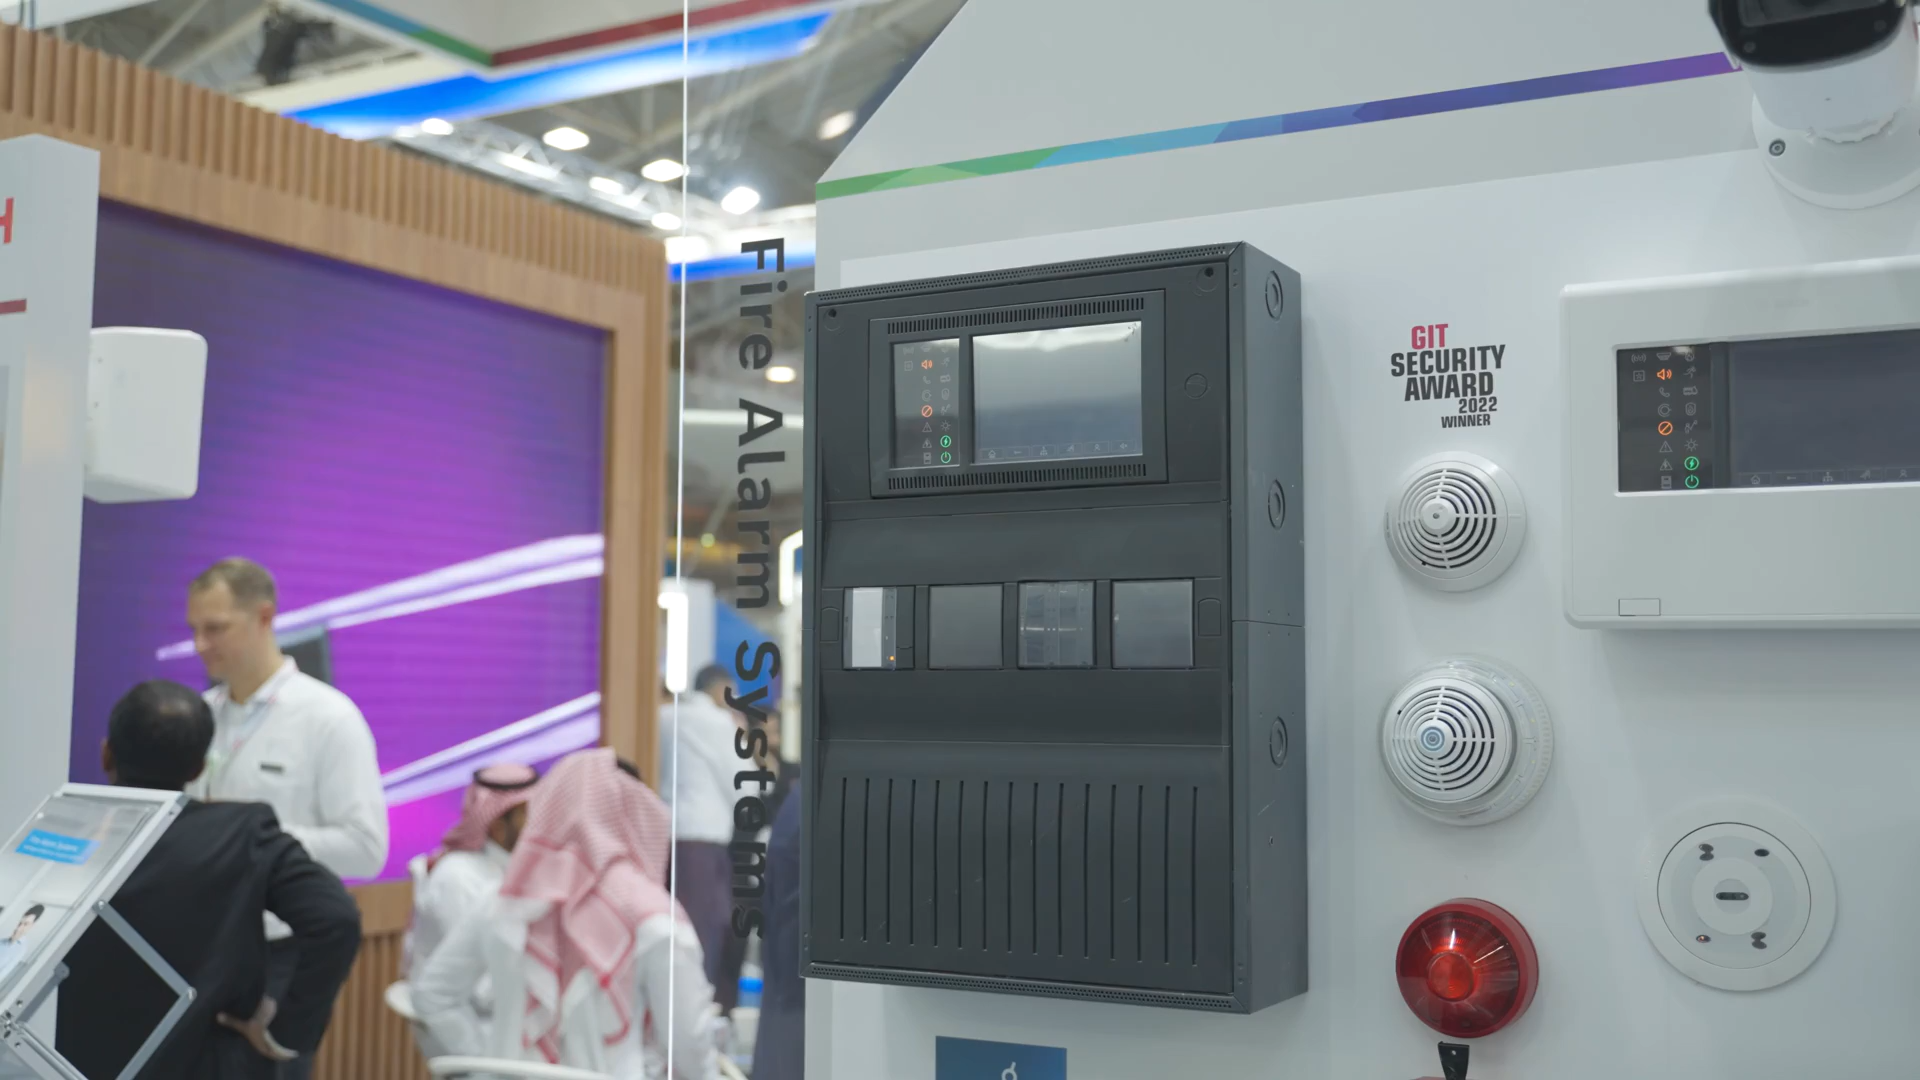 Fire Alarm Systems
GIT
SECURITY
AWARD
2022
WINNER